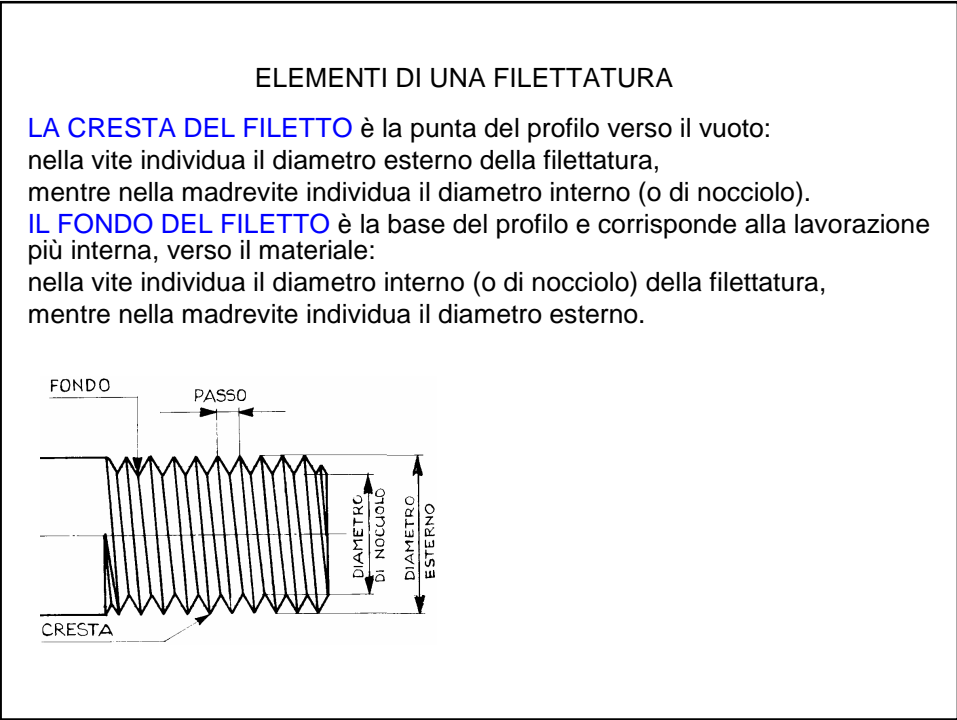 ELEMENTI DI UNA FILETTATURA
LA CRESTA DEL FILETTO è la punta del profilo verso il vuoto:
nella vite individua il diametro esterno della filettatura,
mentre nella madrevite individua il diametro interno (o di nocciolo).
IL FONDO DEL FILETTO è la base del profilo e corrisponde alla lavorazione
più interna, verso il materiale:
nella vite individua il diametro interno (o di nocciolo) della filettatura,
mentre nella madrevite individua il diametro esterno.
FONDO
PASSO
DIAMETRO
DI NOCCIOLO
DIAMETRO
ESTERNO
CRESTA